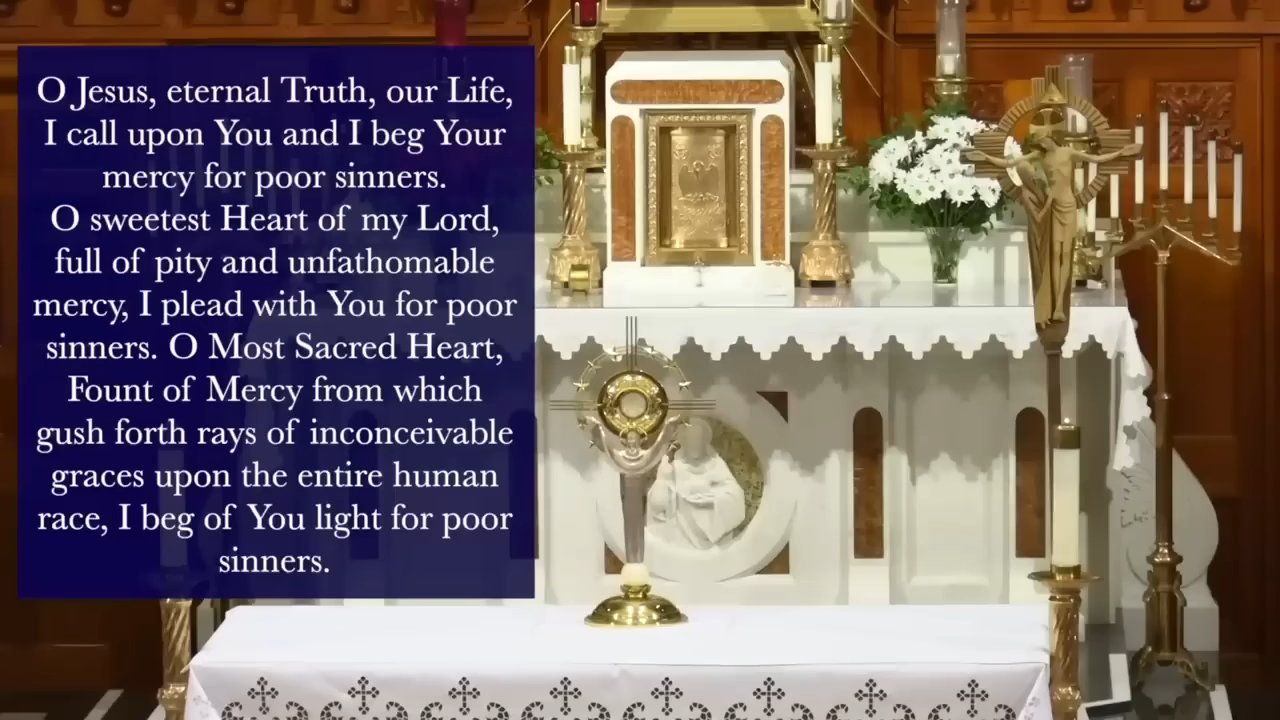 O Jesus, eternal Truth, our Life,
I call upon You and I beg Your
mercy for poor sinners.
O sweetest Heart of my Lord,
full of pity and unfathomable
mercy, I plead with You for poor
sinners. O Most Sacred Heart,
Fount of Mercy from which
gush forth rays of inconceivable
graces upon the entire human
race, I beg of You light for poor
sinners.